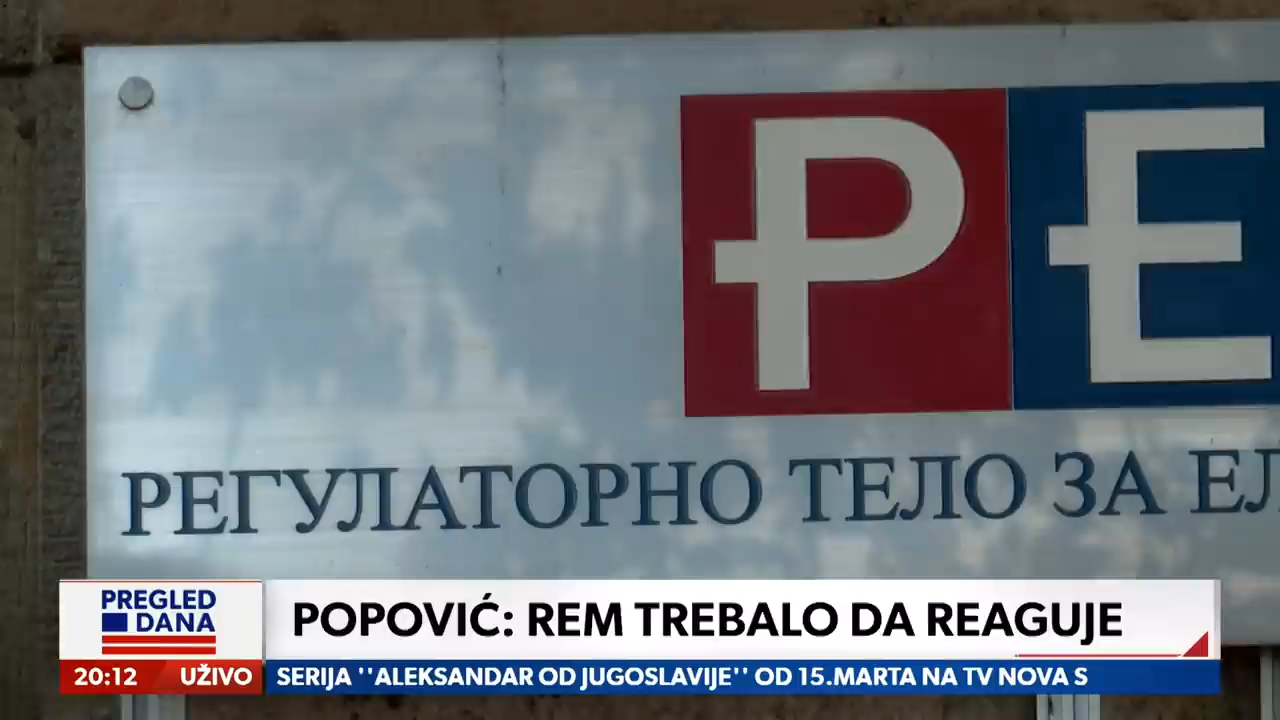 РЕ
РЕГУЛАТОРНО ТЕЛО ЗА ЕЛ
PREGLED
DANA
POPOVIĆ: REM TREBALO DA REAGUJE
20:12 UŽIVO
SERIJA ''ALEKSANDAR OD JUGOSLAVIJE'' OD 15.MARTA NA TV NOVA S